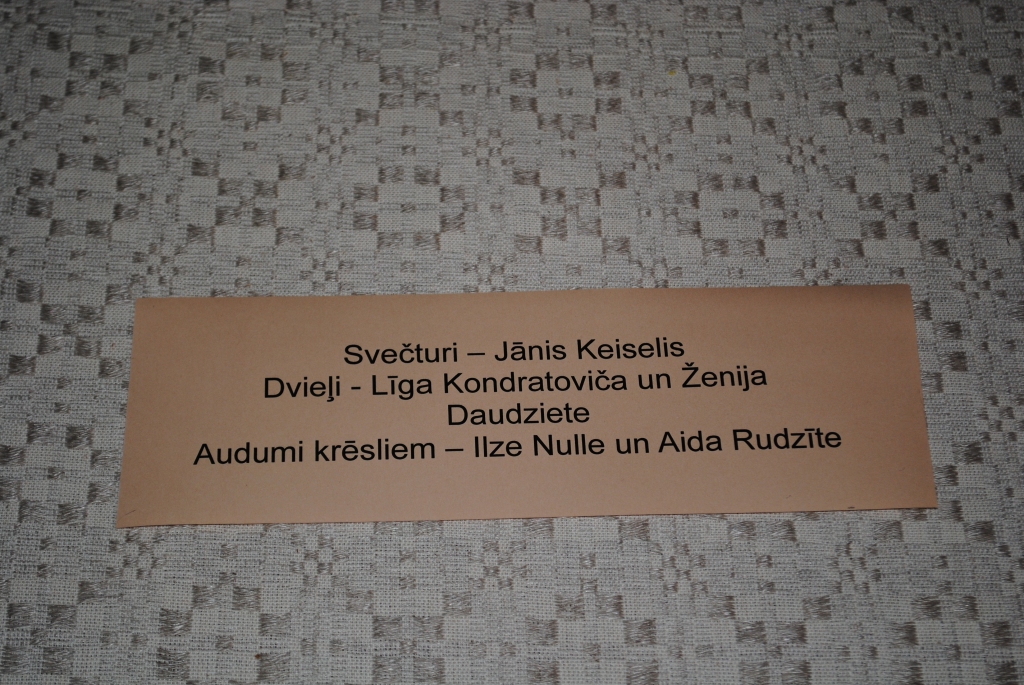 Svečturi – Jānis Keiselis
Dvieļi - Līga Kondratoviča un Ženija
Daudziete
Audumi krēsliem – Ilze Nulle un Aida Rudzīte